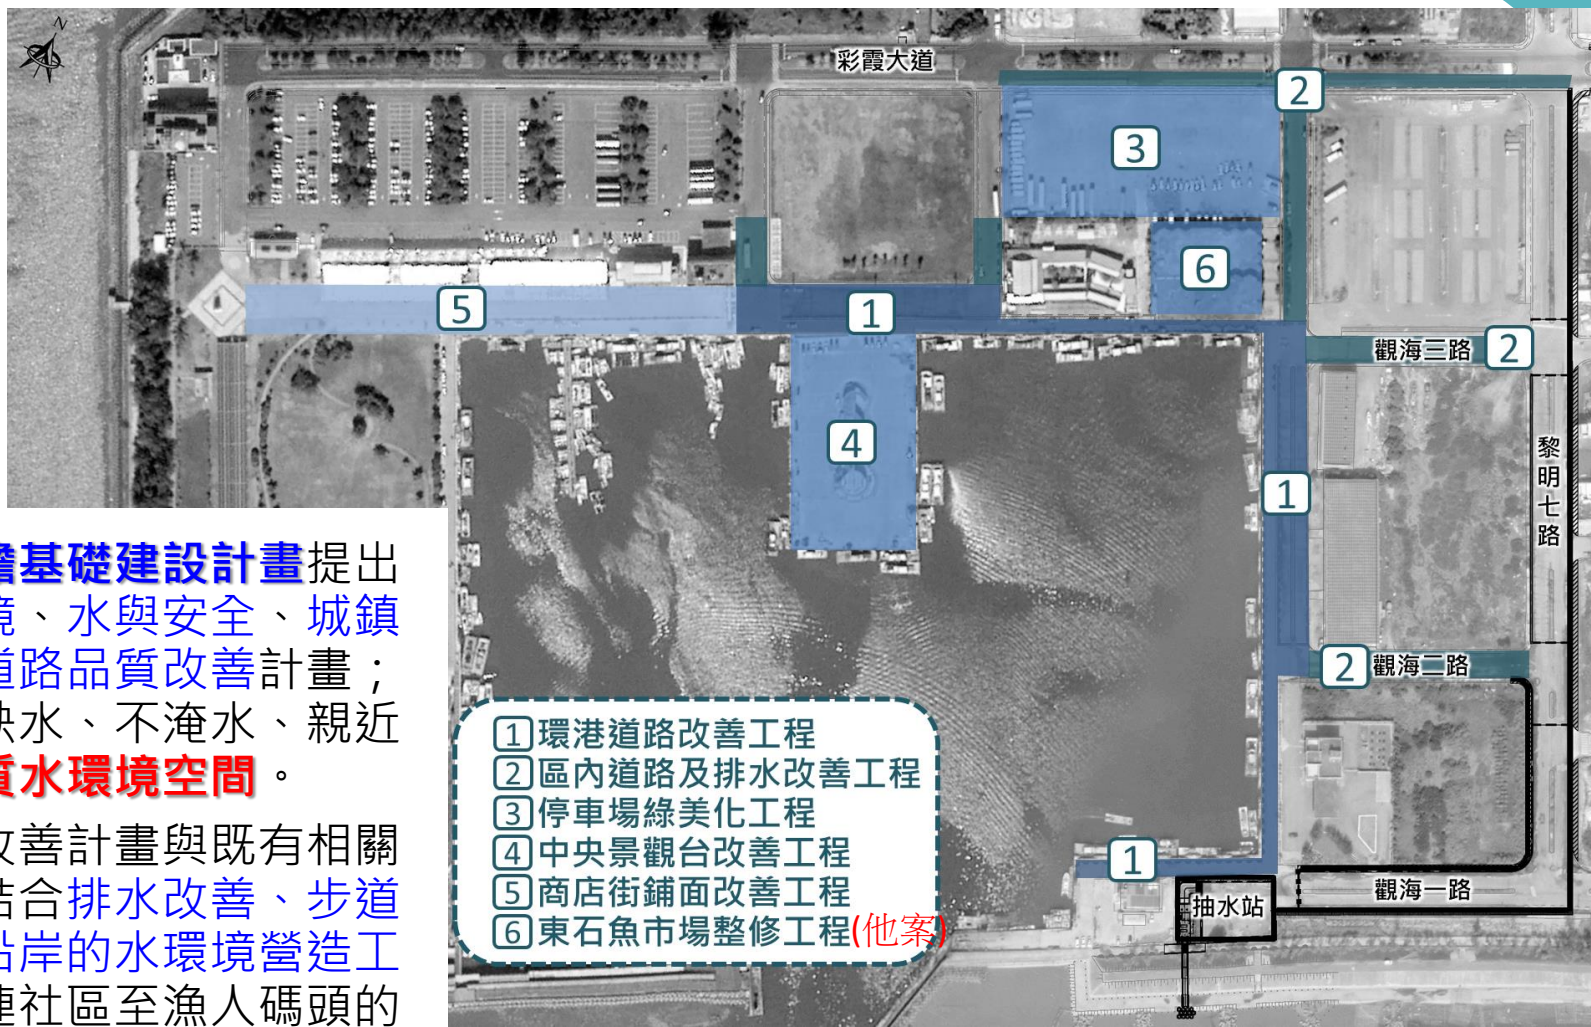 N
彩霞大道
2
3
6
5
1
觀海三路 2
4
黎明七路
1
2 觀海二路
基礎建設計畫提出
、水與安全、城鎮
道路品質改善計畫；
水、不淹水、親近
水環境空間。
改善計畫與既有相關
結合排水改善、步道
沿岸的水環境營造工
社區至漁人碼頭的
1環港道路改善工程
2區內道路及排水改善工程
3停車場綠美化工程
4中央景觀台改善工程
5商店街鋪面改善工程
6東石魚市場整修工程(他案)
1
抽水站
觀海一路